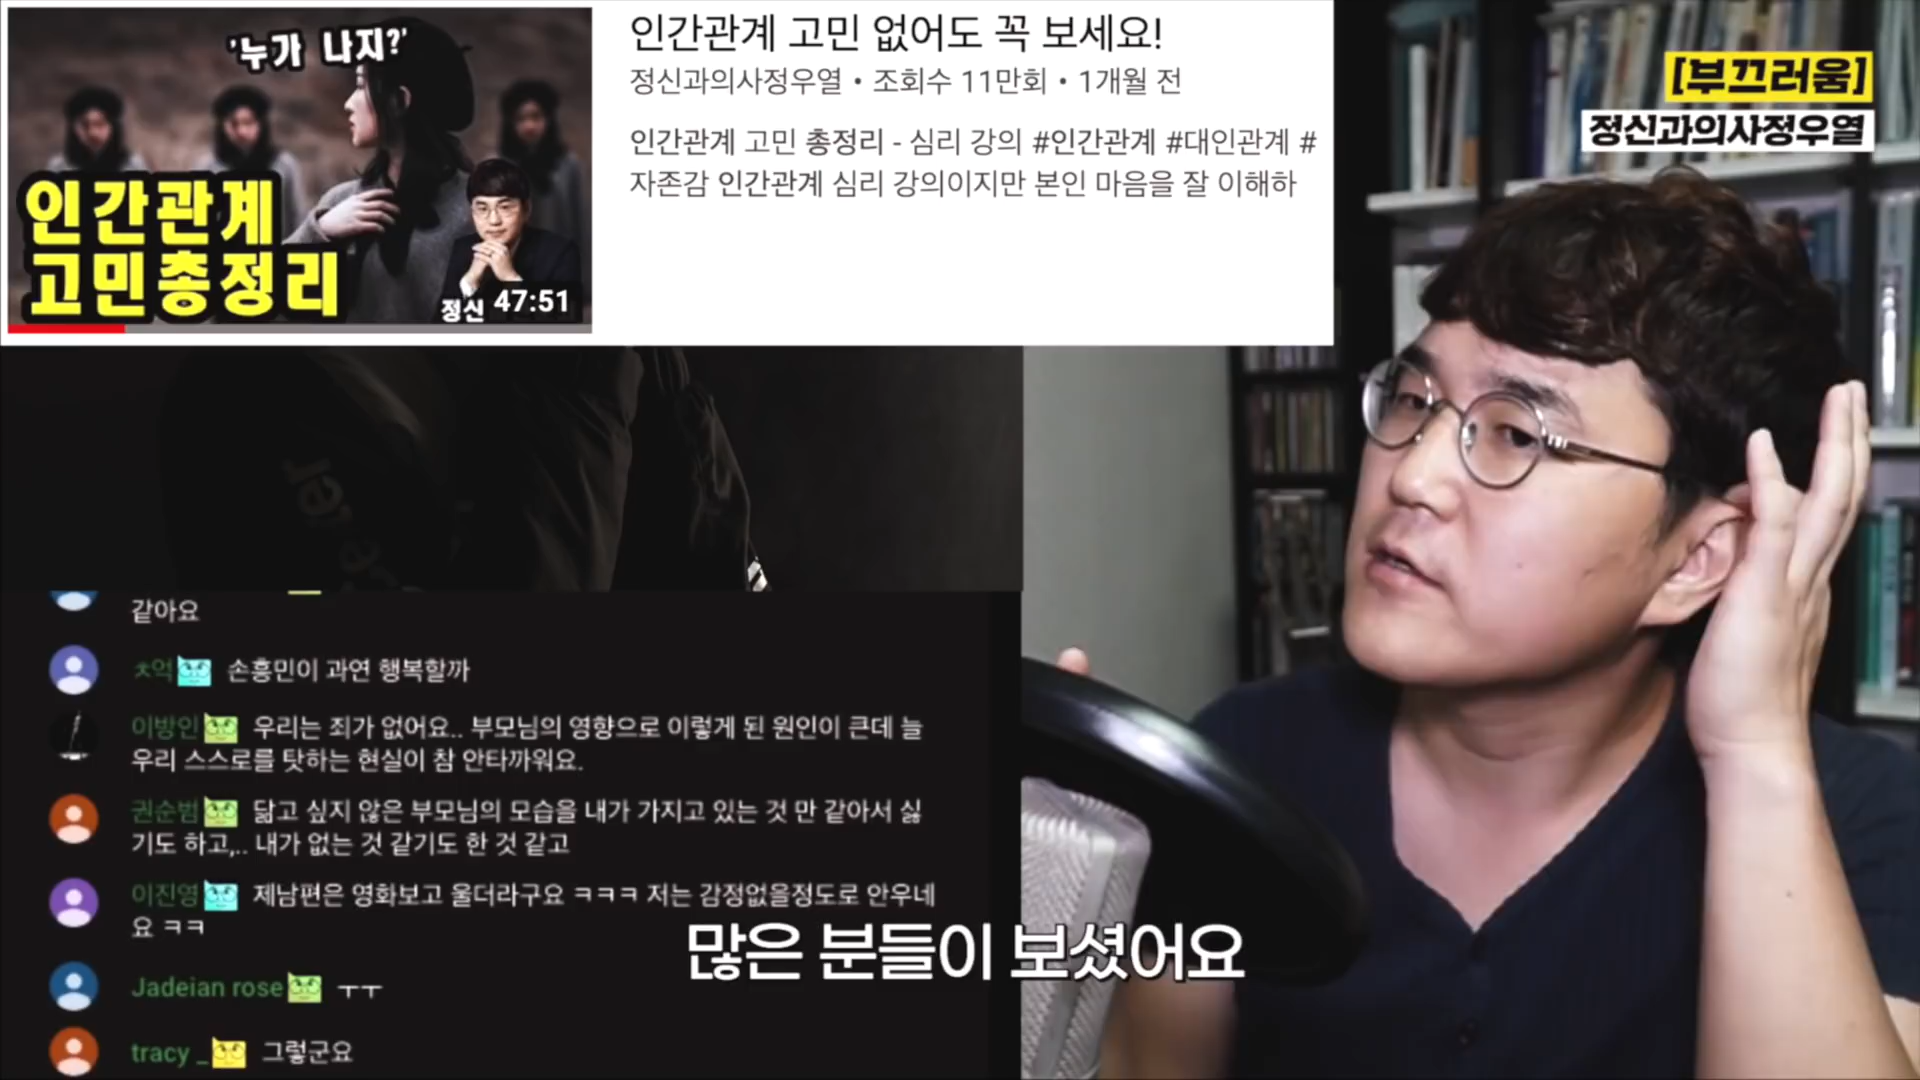 '누가 나지?'
인간관계
고민총정리
정신
47:51
인간관계 고민 없어도 꼭 보세요!
정신과의사정우열 • 조회수 11만회 • 1개월 전
인간관계 고민 총정리 - 심리 강의 #인간관계 #대인관계 #
자존감 인간관계 심리 강의이지만 본인 마음을 잘 이해하
[부끄러움]
정신과의사정우열
같아요
ㅊ억 손흥민이 과연 행복할까
이방인 우리는 죄가 없어요.. 부모님의 영향으로 이렇게 된 원인이 큰데 늘
우리 스스로를 탓하는 현실이 참 안타까워요.
권순범 닮고 싶지 않은 부모님의 모습을 내가 가지고 있는 것 만 같아서 싫
기도 하고,.. 내가 없는 것 같기도 한 것 같고
이진영 제남편은 영화보고 울더라구요 ㅋㅋㅋ 저는 감정없을정도로 안우네
요 ㅋㅋ
Jadeian rose ㅜㅜ
tracy _ 그렇군요
많은 분들이 보셨어요